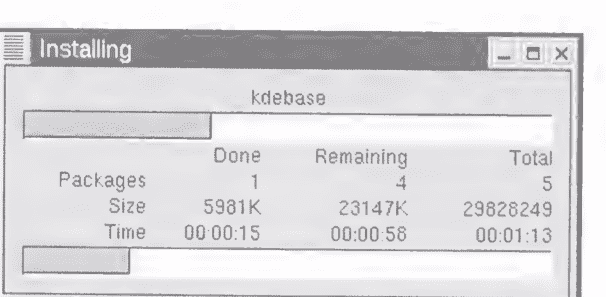 Installing
kdebase
Done Remaining Total
Packages 1 4 5
Size 5981K 23147K 29828249
Time 00:00:15 00:00:58 00:01:13